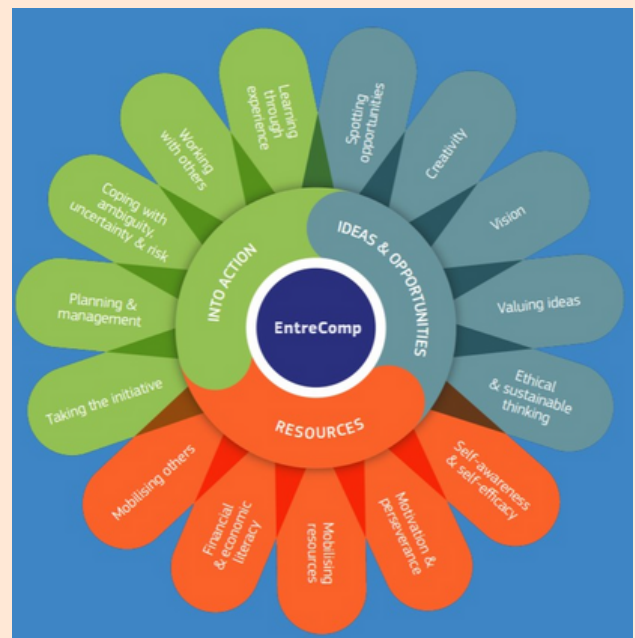 EntreComp
IDEAS & OPPORTUNITIES
Spotting
opportunities
Creativity
Vision
Valuing ideas
Ethical
& sustainable
thinking
RESOURCES
Self-awareness
& self-efficacy
Motivation &
perseverance
Mobilising
resources
Financial
& economic
literacy
Mobilising others
INTO ACTION
Taking the initiative
Planning &
management
Coping with
ambiguity,
uncertainty & risk
Working
with others
Learning
through
experience